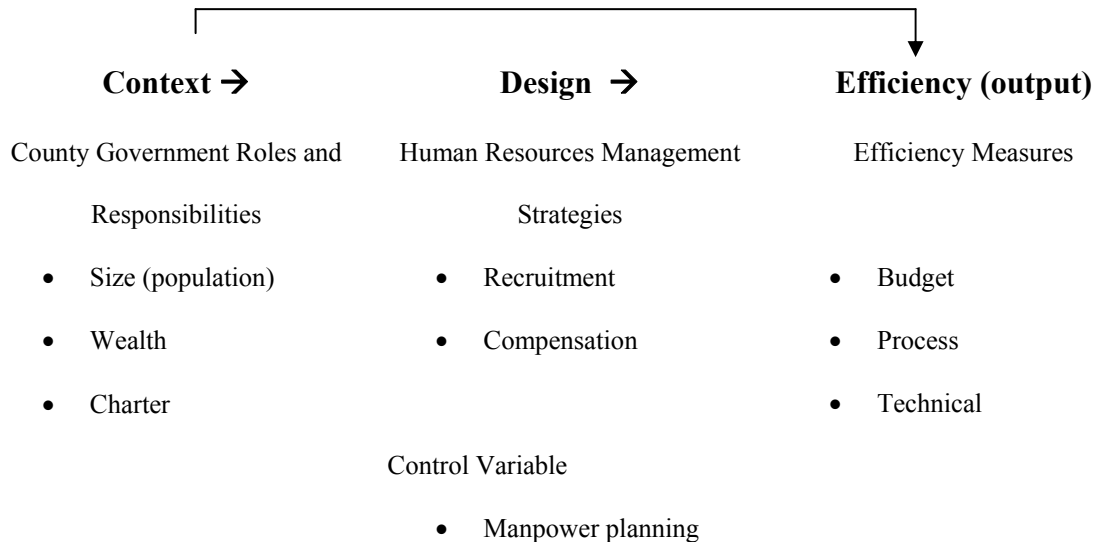 Context → Design → Efficiency (output)
County Government Roles and Human Resources Management Efficiency Measures
Responsibilities Strategies
• Size (population) • Recruitment • Budget
• Wealth • Compensation • Process
• Charter • Technical
Control Variable
• Manpower planning